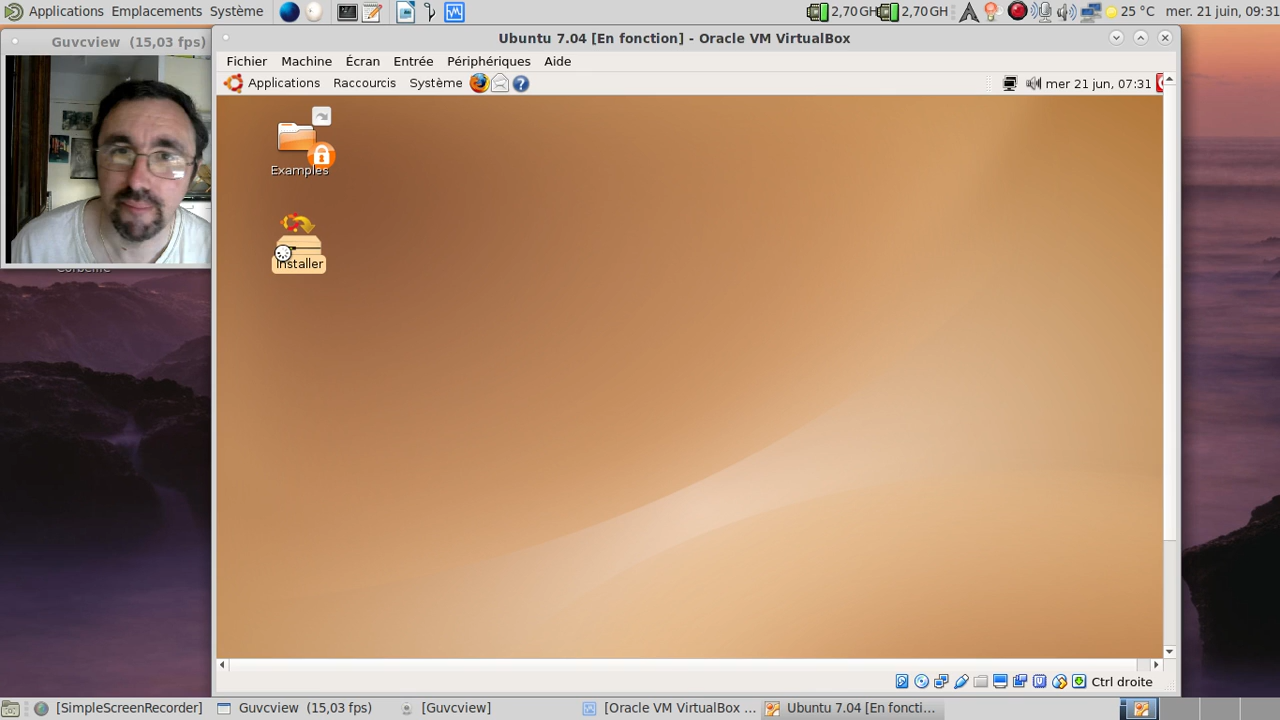 Applications Emplacements Système 2,70 GH 2,70 GH 25 °C mer. 21 juin, 09:31
Guvcview (15,03 fps)
Ubuntu 7.04 [En fonction] - Oracle VM VirtualBox
Fichier Machine Écran Entrée Périphériques Aide
Applications Raccourcis Système mer 21 jun, 07:31
Examples
Installer
Corbeille
Ctrl droite
[SimpleScreenRecorder] Guvcview (15,03 fps) [Guvcview] [Oracle VM VirtualBox ... Ubuntu 7.04 [En foncti...